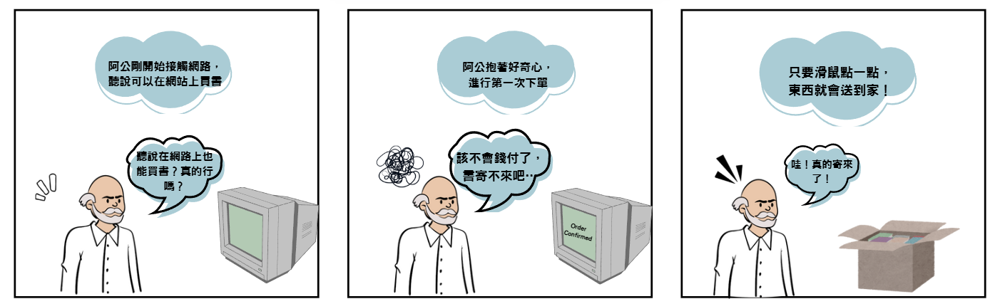 阿公剛開始接觸網路，
聽說可以在網站上買書
聽說在網路上也
能買書？真的行
嗎？
阿公抱著好奇心，
進行第一次下單
該不會錢付了，
書寄不來吧…
Order
Confirmed
只要滑鼠點一點，
東西就會送到家！
哇！真的寄來
了！